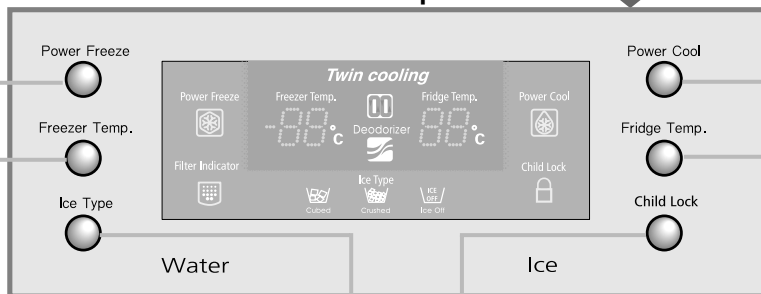 Power Freeze
Power Cool
Twin cooling
Power Freeze
Freezer Temp.
Fridge Temp.
Power Cool
-88°c
88°c
Freezer Temp.
Deodorizer
Fridge Temp.
Filter Indicator
Ice Type
Child Lock
Ice Type
ICE OFF
Child Lock
Cubed
Crushed
Ice Off
Water
Ice